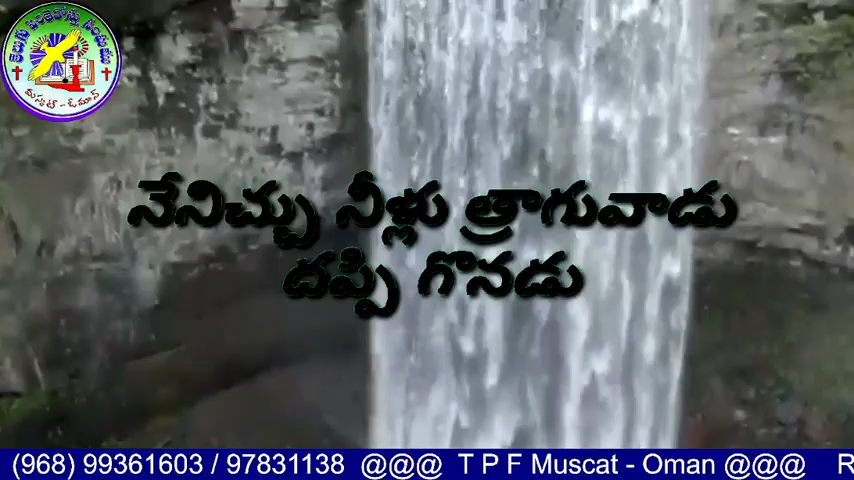 నేనిచ్చు నీళ్లు త్రాగువాడు
దప్పి గొనడు
(968) 99361603 / 97831138 @@@ T P F Muscat - Oman @@@ R